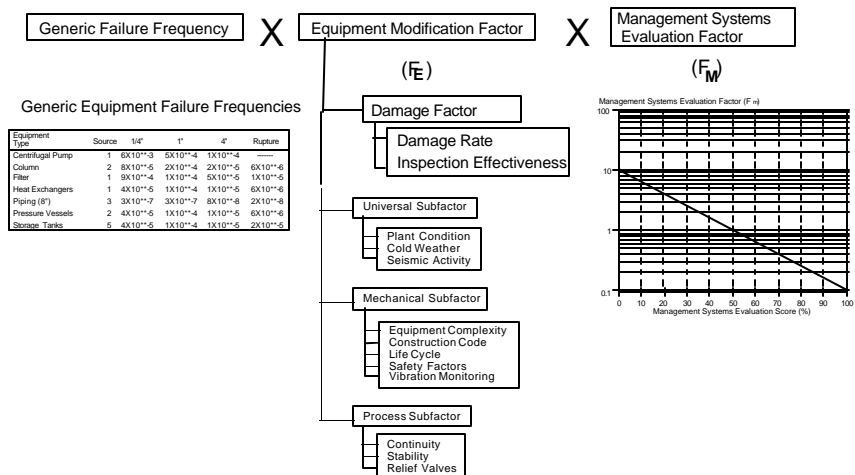 Generic Failure Frequency X Equipment Modification Factor X Management Systems
Evaluation Factor
(FE)
(FM)
Generic Equipment Failure Frequencies
Equipment
Type Source 1/4" 1" 4" Rupture
Centrifugal Pump 1 6X10**-3 5X10**-4 1X10**-4 -------
Column 2 8X10**-5 2X10**-4 2X10**-5 6X10**-6
Filter 1 9X10**-4 1X10**-4 5X10**-5 1X10**-5
Heat Exchangers 1 4X10**-5 1X10**-4 1X10**-5 6X10**-6
Piping (8") 3 3X10**-7 3X10**-7 8X10**-8 2X10**-8
Pressure Vessels 2 4X10**-5 1X10**-4 1X10**-5 6X10**-6
Storage Tanks 5 4X10**-5 1X10**-4 1X10**-5 2X10**-5
Damage Factor
Damage Rate
Inspection Effectiveness
Universal Subfactor
Plant Condition
Cold Weather
Seismic Activity
Mechanical Subfactor
Equipment Complexity
Construction Code
Life Cycle
Safety Factors
Vibration Monitoring
Process Subfactor
Continuity
Stability
Relief Valves
Management Systems Evaluation Factor (F m)
100
10
1
0.1
0 10 20 30 40 50 60 70 80 90 100
Management Systems Evaluation Score (%)